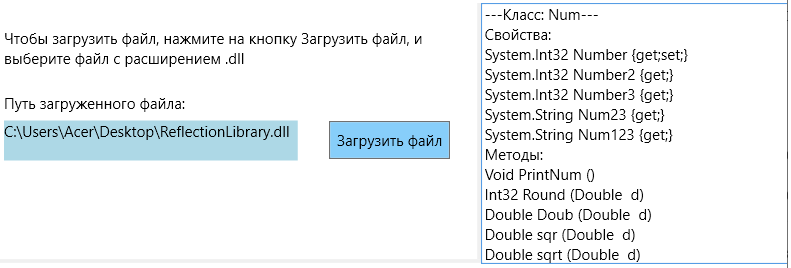 Чтобы загрузить файл, нажмите на кнопку Загрузить файл, и
выберите файл с расширением .dll
Путь загруженного файла:
C:\Users\Acer\Desktop\ReflectionLibrary.dll
Загрузить файл
---Класс: Num---
Свойства:
System.Int32 Number {get;set;}
System.Int32 Number2 {get;}
System.Int32 Number3 {get;}
System.String Num23 {get;}
System.String Num123 {get;}
Методы:
Void PrintNum ()
Int32 Round (Double  d)
Double Doub (Double  d)
Double sqr (Double  d)
Double sqrt (Double  d)